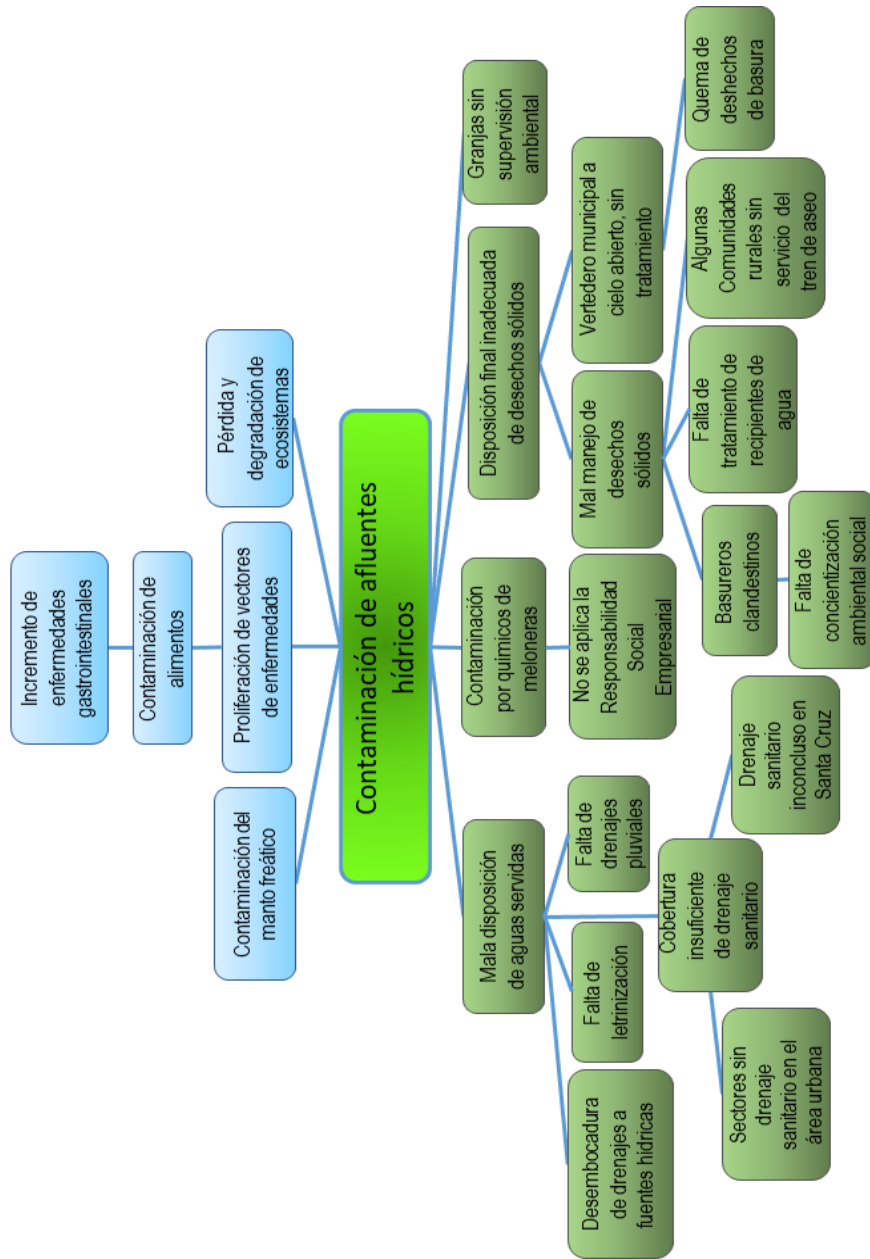 Incremento de
enfermedades
gastrointestinales
Contaminación de
alimentos
Contaminación del
manto freático
Proliferación de vectores
de enfermedades
Pérdida y
degradación de
ecosistemas
Contaminación de afluentes
hídricos
Mala disposición
de aguas servidas
Contaminación
por químicos de
meloneras
Disposición final inadecuada
de desechos sólidos
Granjas sin
supervisión
ambiental
Desembocadura
de drenajes a
fuentes hídricas
Falta de
letrinización
Falta de
drenajes
pluviales
No se aplica la
Responsabilidad
Social
Empresarial
Mal manejo de
desechos
sólidos
Vertedero municipal a
cielo abierto, sin
tratamiento
Cobertura
insuficiente
de drenaje
sanitario
Basureros
clandestinos
Falta de
tratamiento de
recipientes de
agua
Algunas
Comunidades
rurales sin
servicio del
tren de aseo
Quema de
deshechos
de basura
Sectores sin
drenaje
sanitario en el
área urbana
Drenaje
sanitario
inconcluso en
Santa Cruz
Falta de
concientización
ambiental social